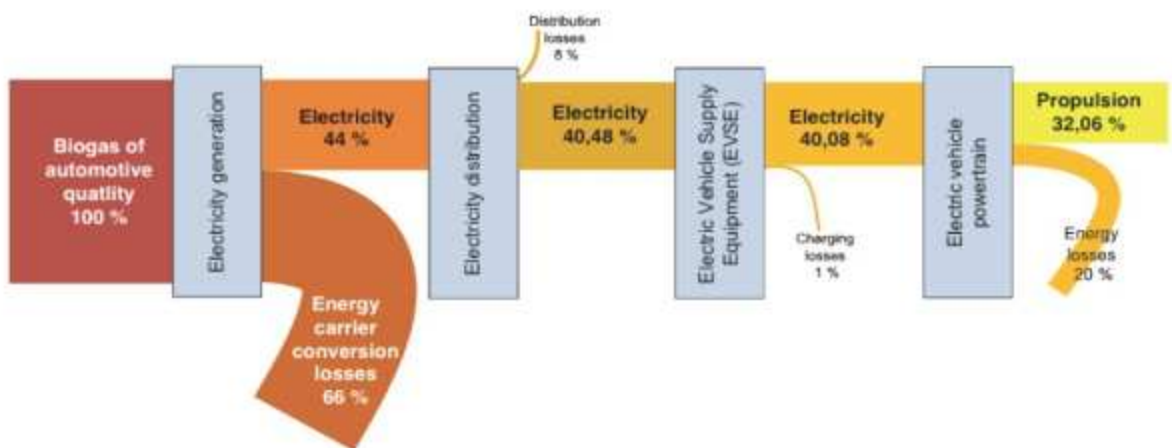 Biogas of
automotive
quatlity
100 %
Electricity generation
Electricity
44 %
Energy
carrier
conversion
losses
66 %
Electricity distribution
Distribution
losses
8 %
Electricity
40,48 %
Electric Vehicle Supply
Equipment (EVSE)
Electricity
40,08 %
Charging
losses
1 %
Electric vehicle
powertrain
Propulsion
32,06 %
Energy
losses
20 %